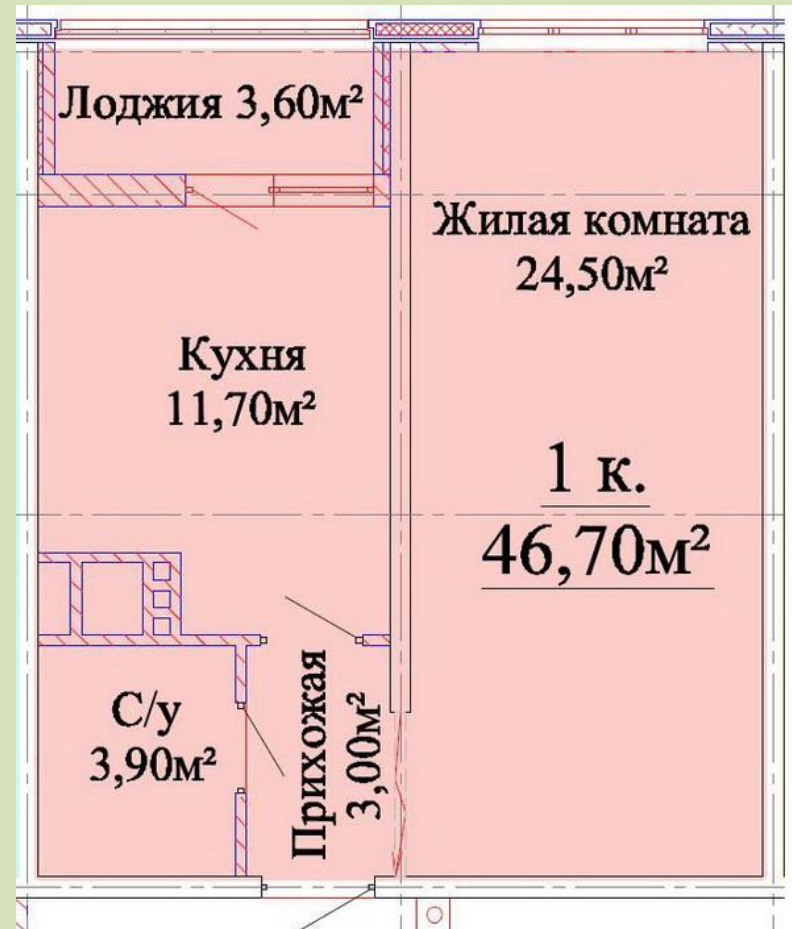 Лоджия 3,60м²
Жилая комната
24,50м²
Кухня
11,70м²
1 к.
46,70м²
С/у
3,90м²
Прихожая
3,00м²